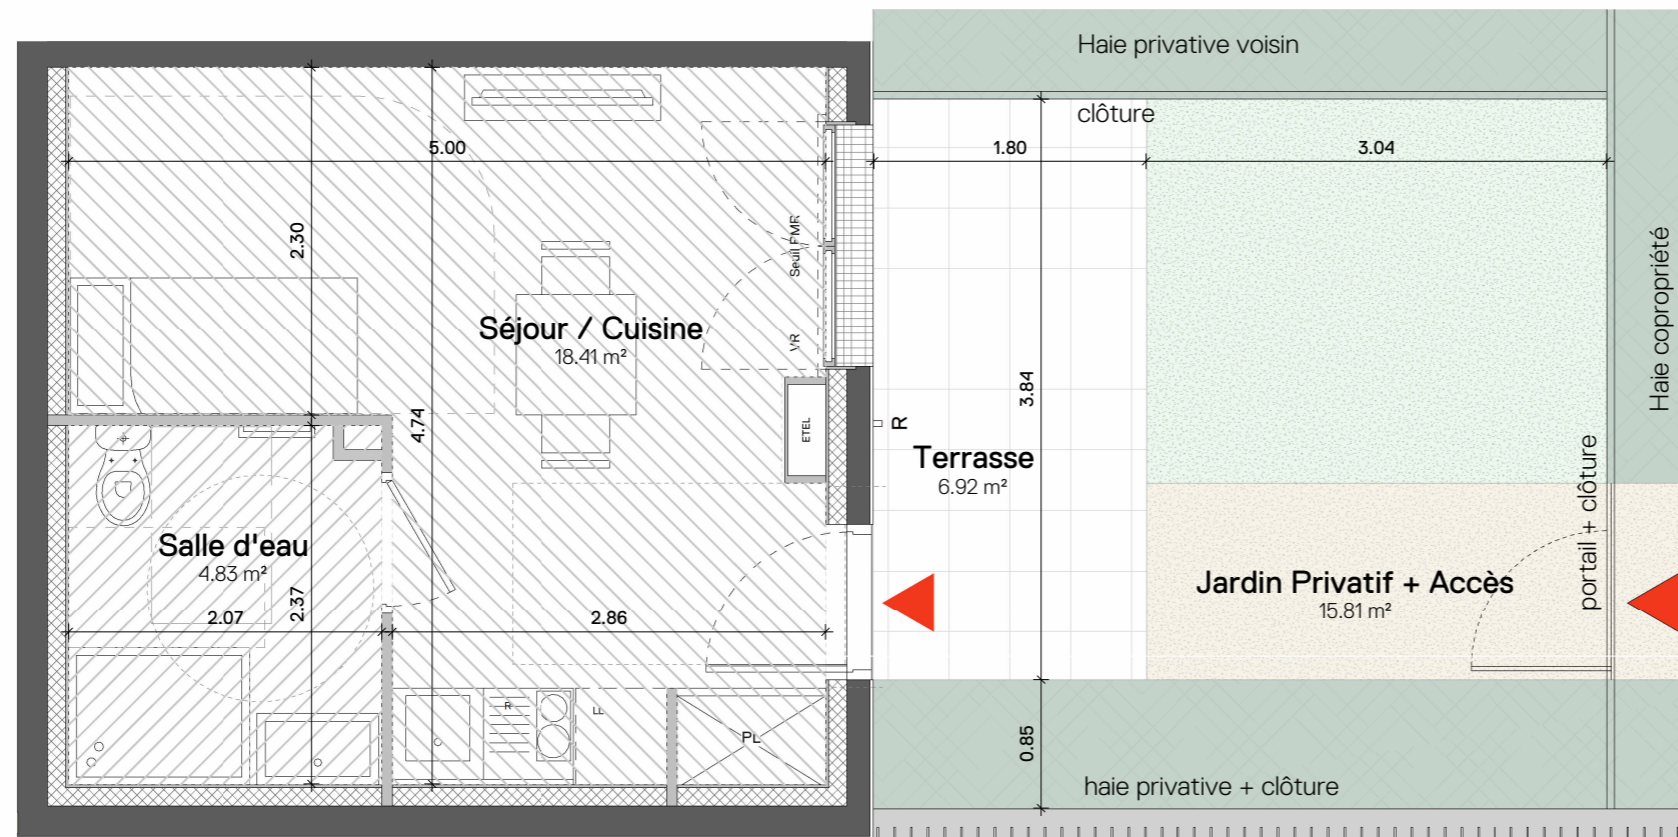 Haie privative voisin
clôture
5.00
1.80
3.04
2.30
Seuil PMR
VR
Séjour / Cuisine
18.41 m²
4.74
ETEL
R
3.84
Terrasse
6.92 m²
Haie copropriété
portail + clôture
Salle d'eau
4.83 m²
2.07
2.37
2.86
Jardin Privatif + Accès
15.81 m²
R
LL
PL
0.85
haie privative + clôture